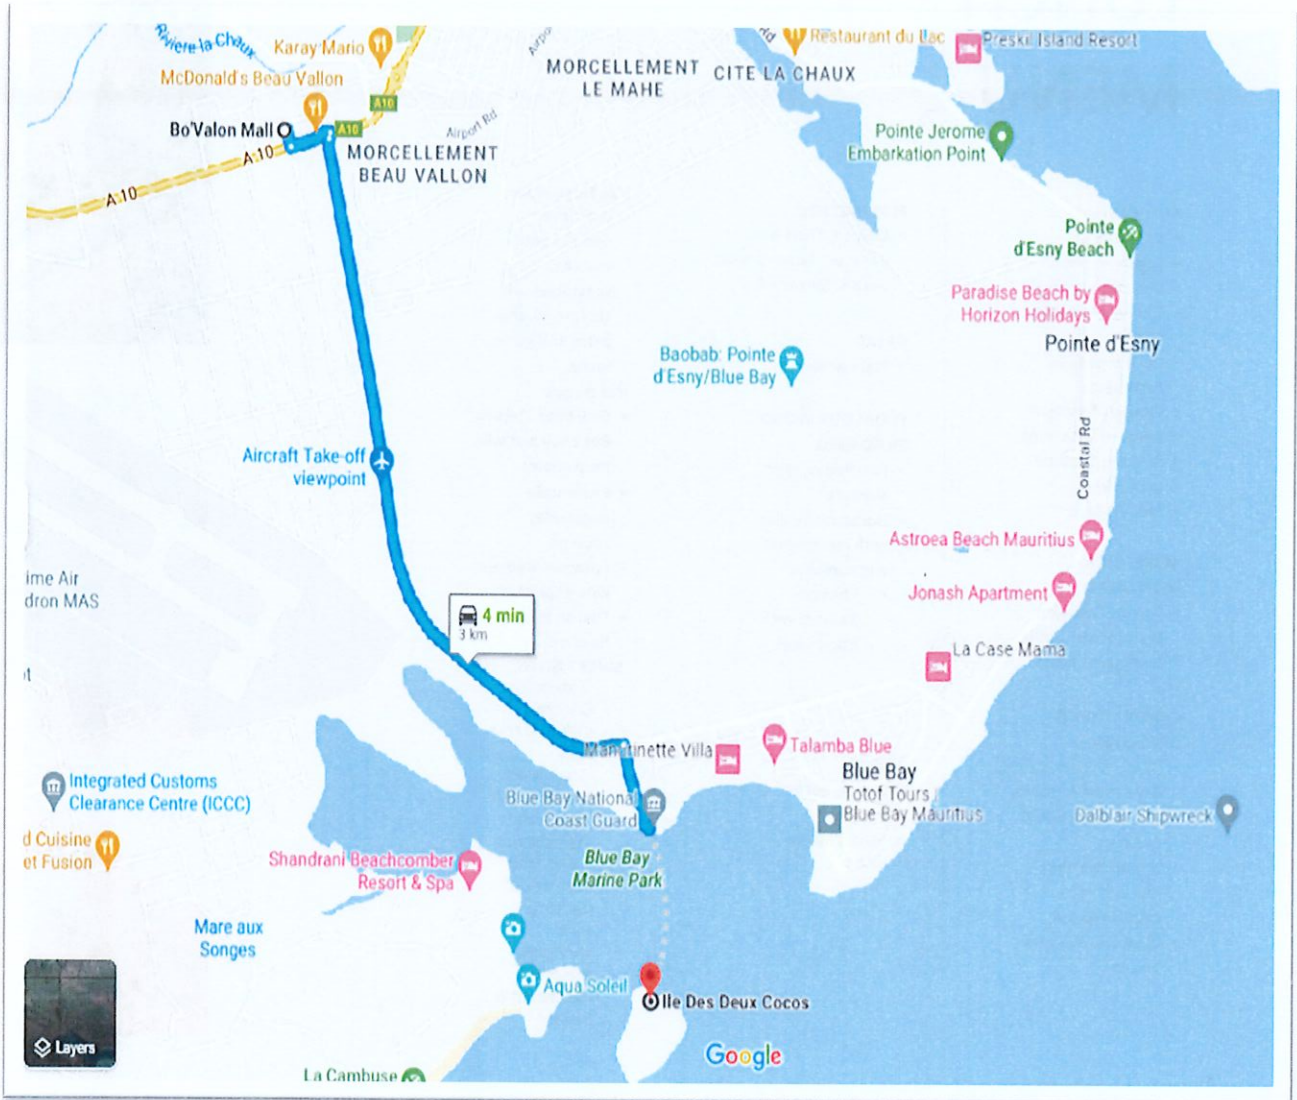 Rivière-la-Chaux
Karay Mario
McDonald's Beau Vallon
Bo'Valon Mall
A10
A10
A 10
A 10
Airport Rd
MORCELLEMENT
BEAU VALLON
MORCELLEMENT
LE MAHE
CITE LA CHAUX
Restaurant du Lac
Preskil Island Resort
Pointe Jerome
Embarkation Point
Pointe
d'Esny Beach
Paradise Beach by
Horizon Holidays
Pointe d'Esny
Baobab: Pointe
d'Esny/Blue Bay
Coastal Rd
Aircraft Take-off
viewpoint
Astroea Beach Mauritius
Jonash Apartment
ime Air
dron MAS
4 min
3 km
La Case Mama
Villa
Talamba Blue
Blue Bay
Totof Tours
Blue Bay Mauritius
Dalblair Shipwreck
Integrated Customs
Clearance Centre (ICCC)
Blue Bay National
Coast Guard
d Cuisine
et Fusion
Blue Bay
Marine Park
Shandrani Beachcomber
Resort & Spa
Mare aux
Songes
Aqua Soleil
Ile Des Deux Cocos
Layers
Google
La Cambuse